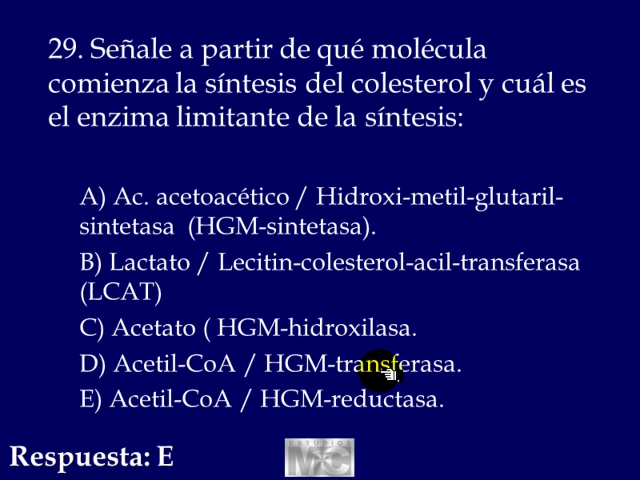 29. Señale a partir de qué molécula
comienza la síntesis del colesterol y cuál es
el enzima limitante de la síntesis:
A) Ac. acetoacético / Hidroxi-metil-glutaril-
sintetasa (HGM-sintetasa).
B) Lactato / Lecitin-colesterol-acil-transferasa
(LCAT)
C) Acetato ( HGM-hidroxilasa.
D) Acetil-CoA / HGM-transferasa.
E) Acetil-CoA / HGM-reductasa.
Respuesta: E
ESTUDIOS
MC